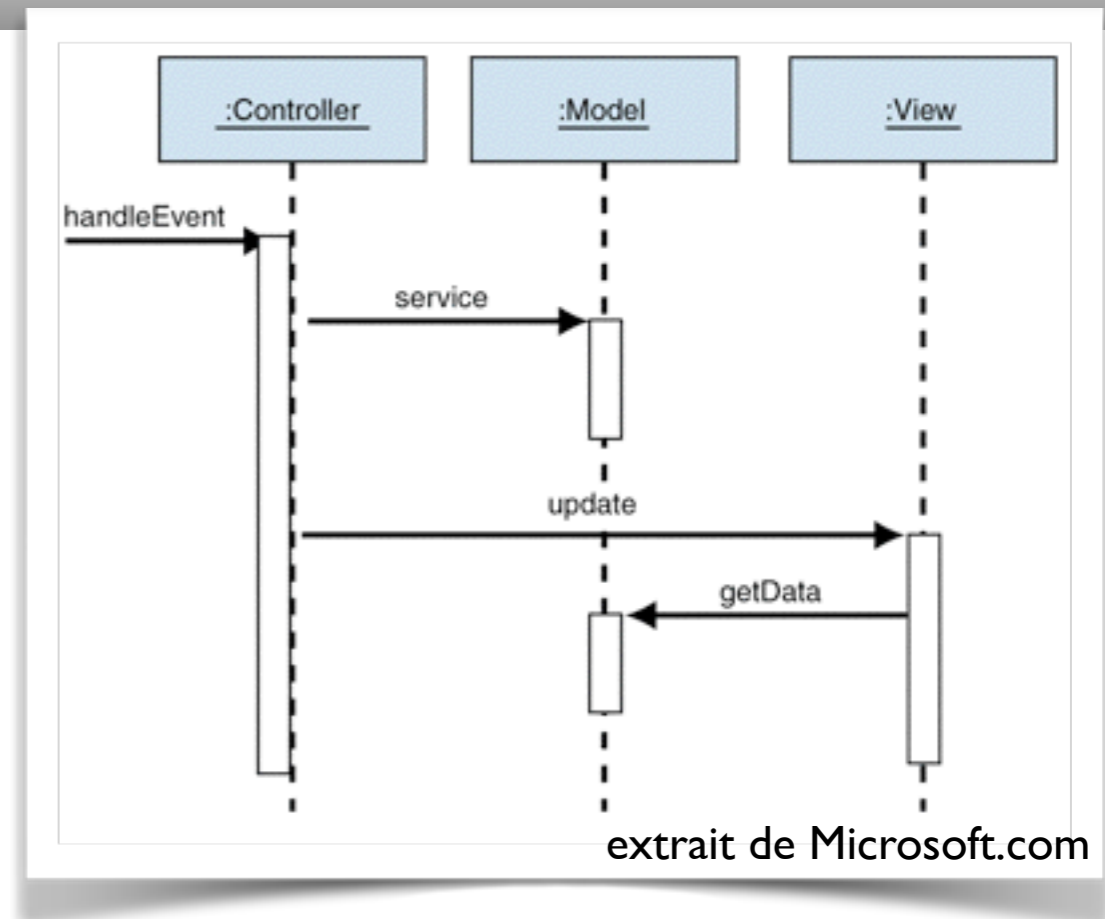 :Controller
:Model
:View
handleEvent
service
update
getData
extrait de Microsoft.com